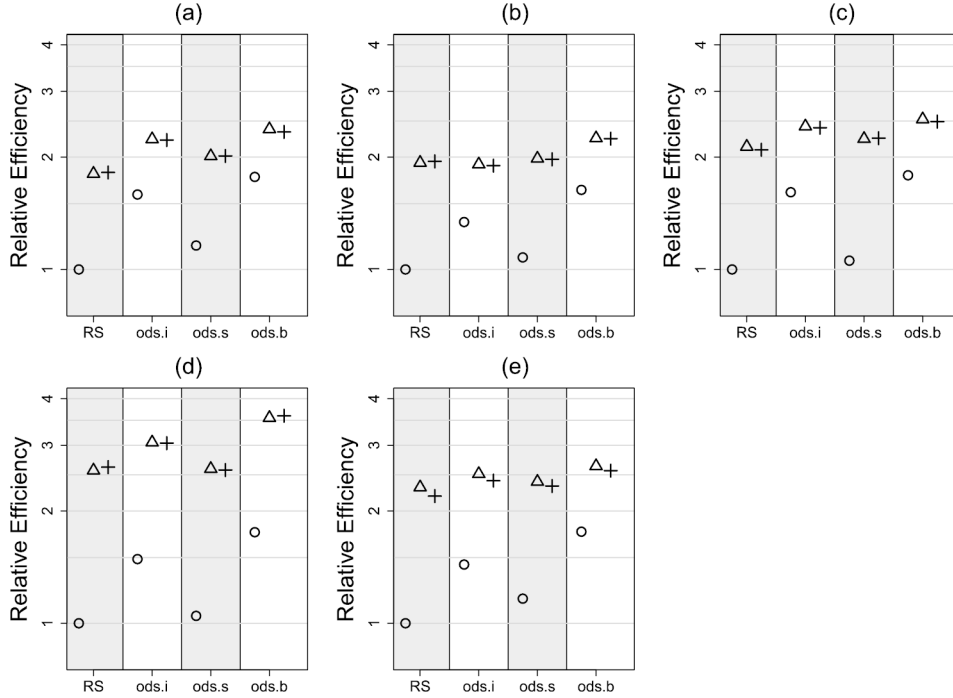 (a)
Relative Efficiency
4
3
2
1
RS ods.i ods.s ods.b
(b)
Relative Efficiency
4
3
2
1
RS ods.i ods.s ods.b
(c)
Relative Efficiency
4
3
2
1
RS ods.i ods.s ods.b
(d)
Relative Efficiency
4
3
2
1
RS ods.i ods.s ods.b
(e)
Relative Efficiency
4
3
2
1
RS ods.i ods.s ods.b